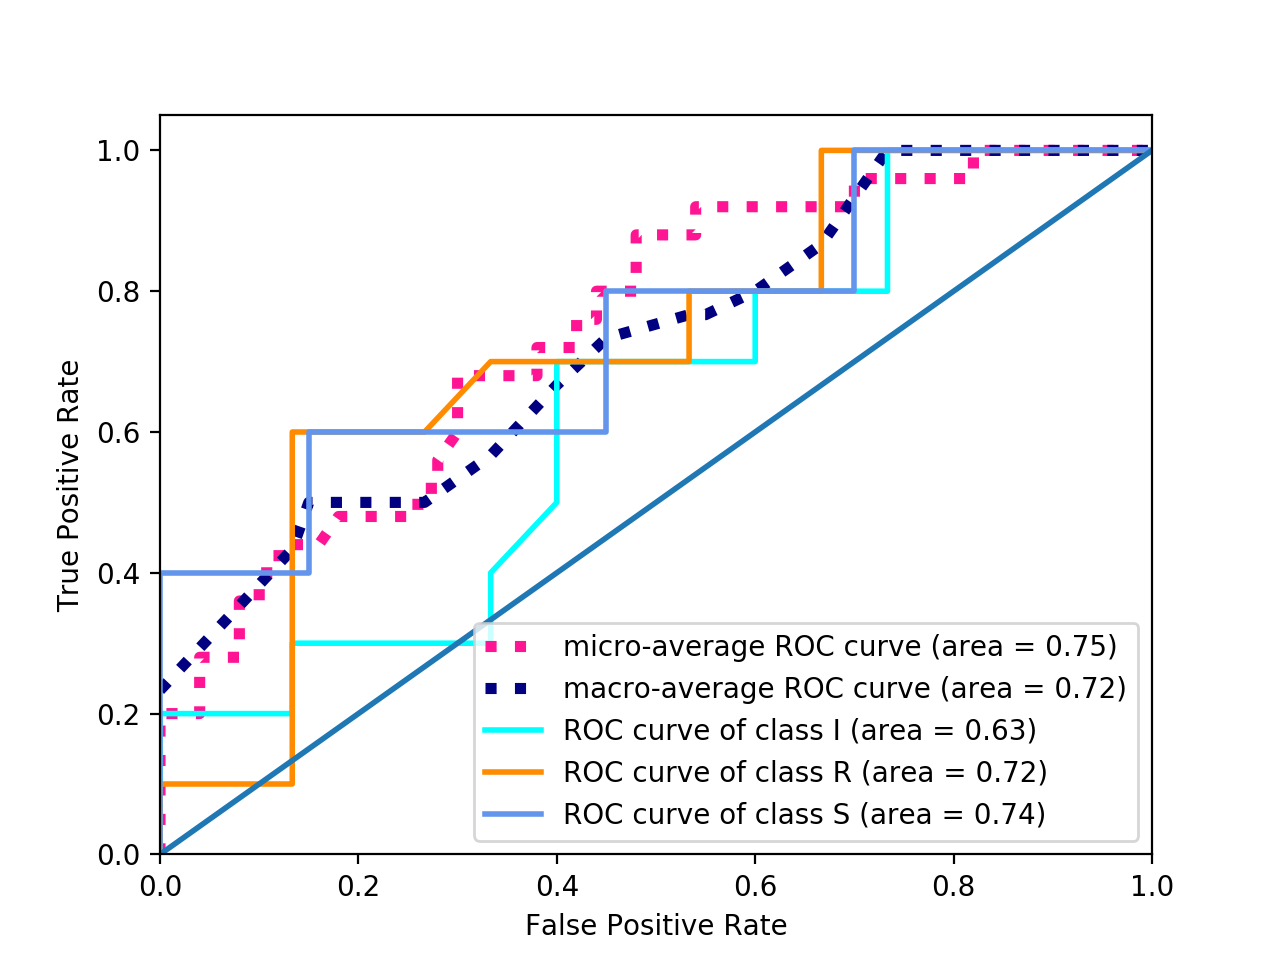 1.0
0.8
0.6
0.4
0.2
0.0
True Positive Rate
micro-average ROC curve (area = 0.75)
macro-average ROC curve (area = 0.72)
ROC curve of class I (area = 0.63)
ROC curve of class R (area = 0.72)
ROC curve of class S (area = 0.74)
0.0 0.2 0.4 0.6 0.8 1.0
False Positive Rate